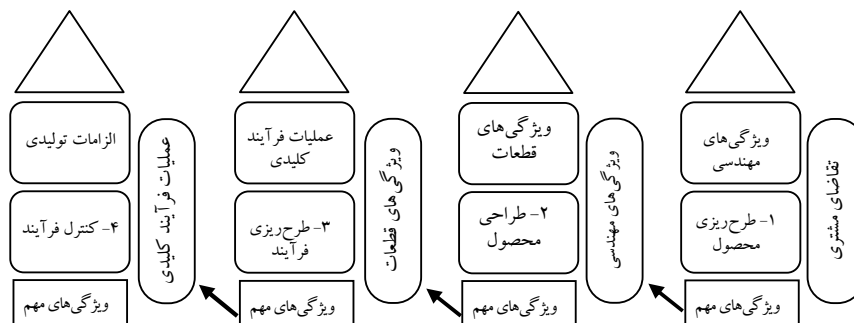 تقاضای مشتری
ویژگی‌های
مهندسی
۱- طرح‌ریزی
محصول
ویژگی‌های مهم
ویژگی‌های مهندسی
ویژگی‌های
قطعات
۲- طراحی
محصول
ویژگی‌های مهم
ویژگی‌های قطعات
عملیات فرآیند
کلیدی
۳- طرح‌ریزی
فرآیند
ویژگی‌های مهم
عملیات فرآیند کلیدی
الزامات تولیدی
۴- کنترل فرآیند
ویژگی‌های مهم